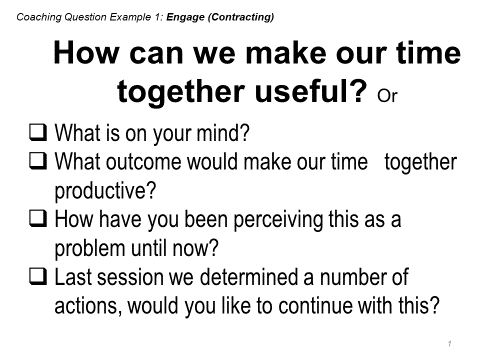 Coaching Question Example 1: Engage (Contracting)
How can we make our time
together useful? Or
❑ What is on your mind?
❑ What outcome would make our time together
productive?
❑ How have you been perceiving this as a
problem until now?
❑ Last session we determined a number of
actions, would you like to continue with this?
1